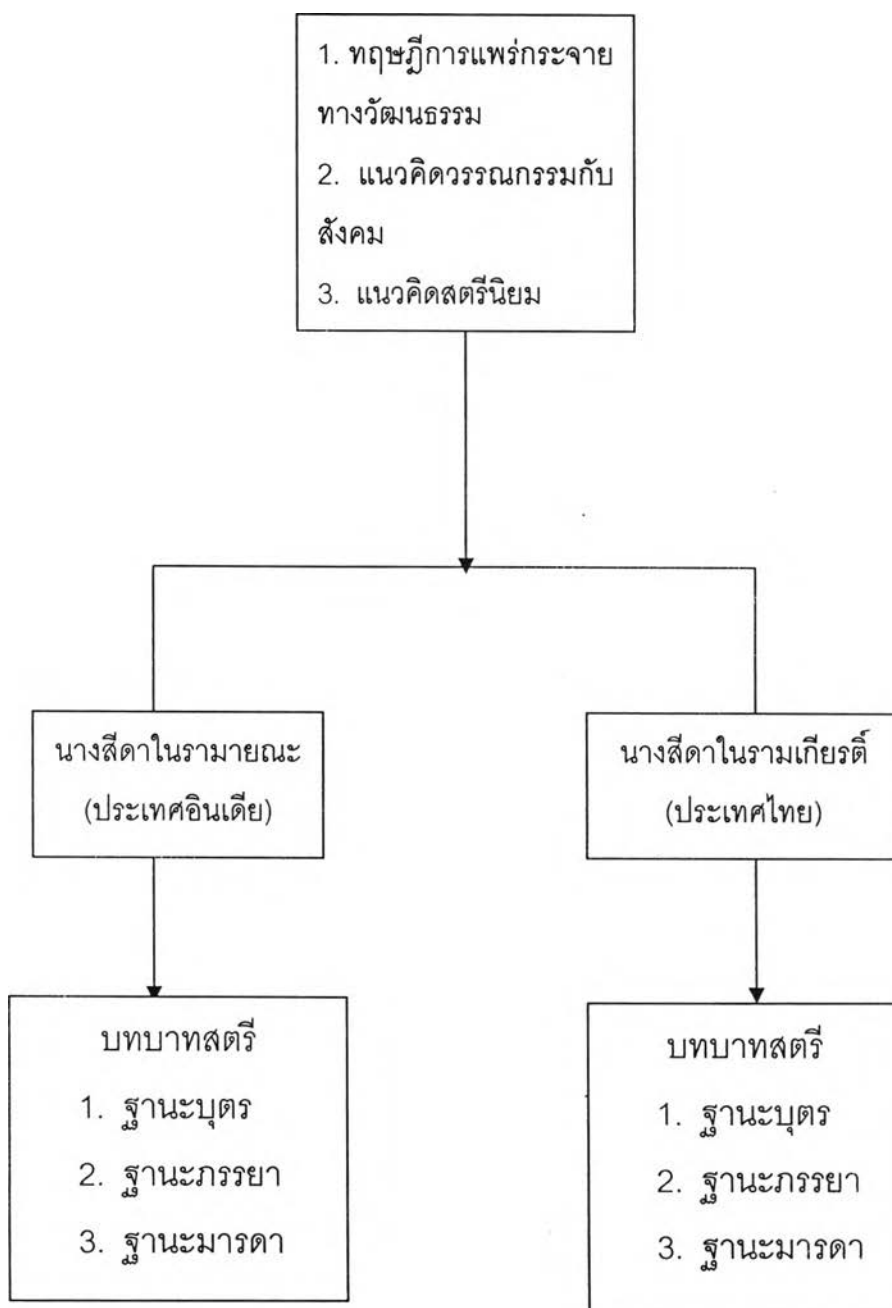 1. ทฤษฎีการแพร่กระจาย
ทางวัฒนธรรม
2. แนวคิดวรรณกรรมกับ
สังคม
3. แนวคิดสตรีนิยม
นางสีดาในรามายณะ
(ประเทศอินเดีย)
นางสีดาในรามเกียรติ์
(ประเทศไทย)
บทบาทสตรี
1. ฐานะบุตร
2. ฐานะภรรยา
3. ฐานะมารดา
บทบาทสตรี
1. ฐานะบุตร
2. ฐานะภรรยา
3. ฐานะมารดา